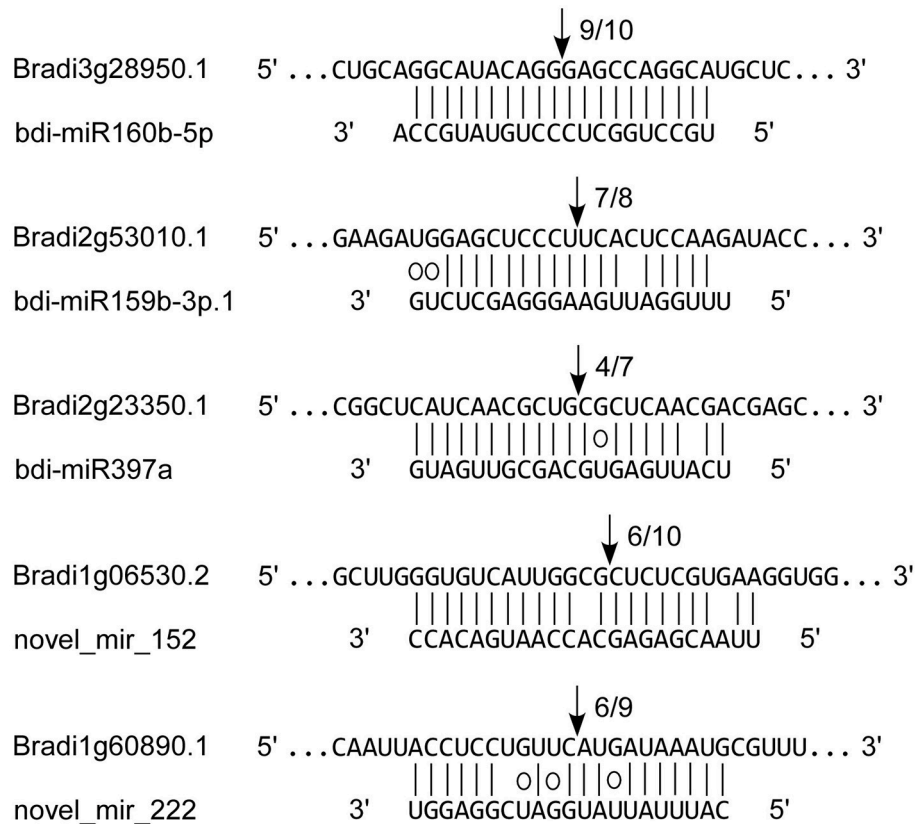 9/10
Bradi3g28950.1 5' ...CUGCAGGCAUACAGGGAGCCAGGCAUGCUC... 3'
bdi-miR160b-5p 3' ACCGUAUGUCCCUCGGUCCGU 5'
7/8
Bradi2g53010.1 5' ...GAAGAUGGAGCUCCCUUCACUCCAAGAUACC... 3'
bdi-miR159b-3p.1 3' GUCUCGAGGGAAGUUAGGUUU 5'
4/7
Bradi2g23350.1 5' ...CGGCUCAUCAACGCUGCGCUCAACGACGAGC... 3'
bdi-miR397a 3' GUAGUUGCGACGUGAGUUACU 5'
6/10
Bradi1g06530.2 5' ...GCUUGGGUGUCAUUGGCGCUCUCGUGAAGGUGG... 3'
novel_mir_152 3' CCACAGUAACCACGAGAGCAAUU 5'
6/9
Bradi1g60890.1 5' ...CAAUUACCUCCUGUUCAUGAUAAAUGCGUUU... 3'
novel_mir_222 3' UGGAGGCUAGGUAUUAUUUAC 5'